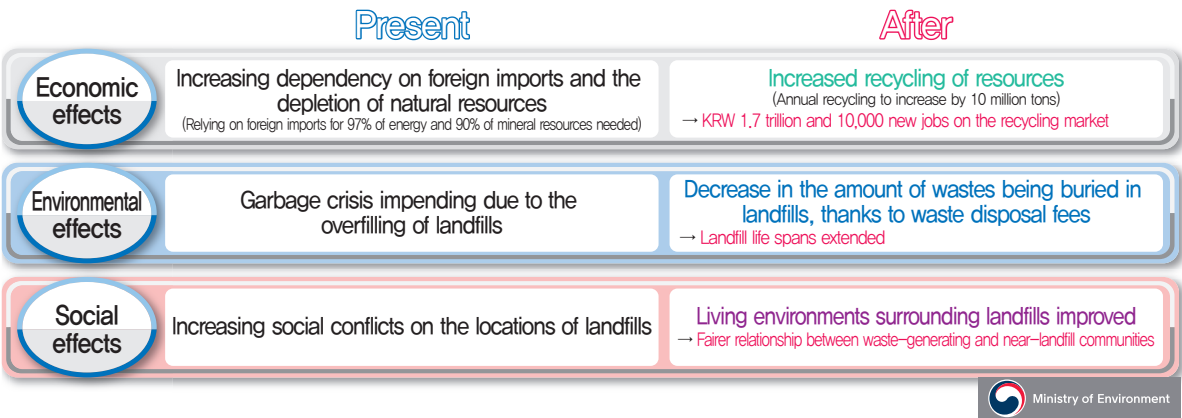 Present
After
Economic
effects
Increasing dependency on foreign imports and the
depletion of natural resources
(Relying on foreign imports for 97% of energy and 90% of mineral resources needed)
Increased recycling of resources
(Annual recycling to increase by 10 million tons)
→ KRW 1.7 trillion and 10,000 new jobs on the recycling market
Environmental
effects
Garbage crisis impending due to the
overfilling of landfills
Decrease in the amount of wastes being buried in
landfills, thanks to waste disposal fees
→ Landfill life spans extended
Social
effects
Increasing social conflicts on the locations of landfills
Living environments surrounding landfills improved
→ Fairer relationship between waste-generating and near-landfill communities
Ministry of Environment